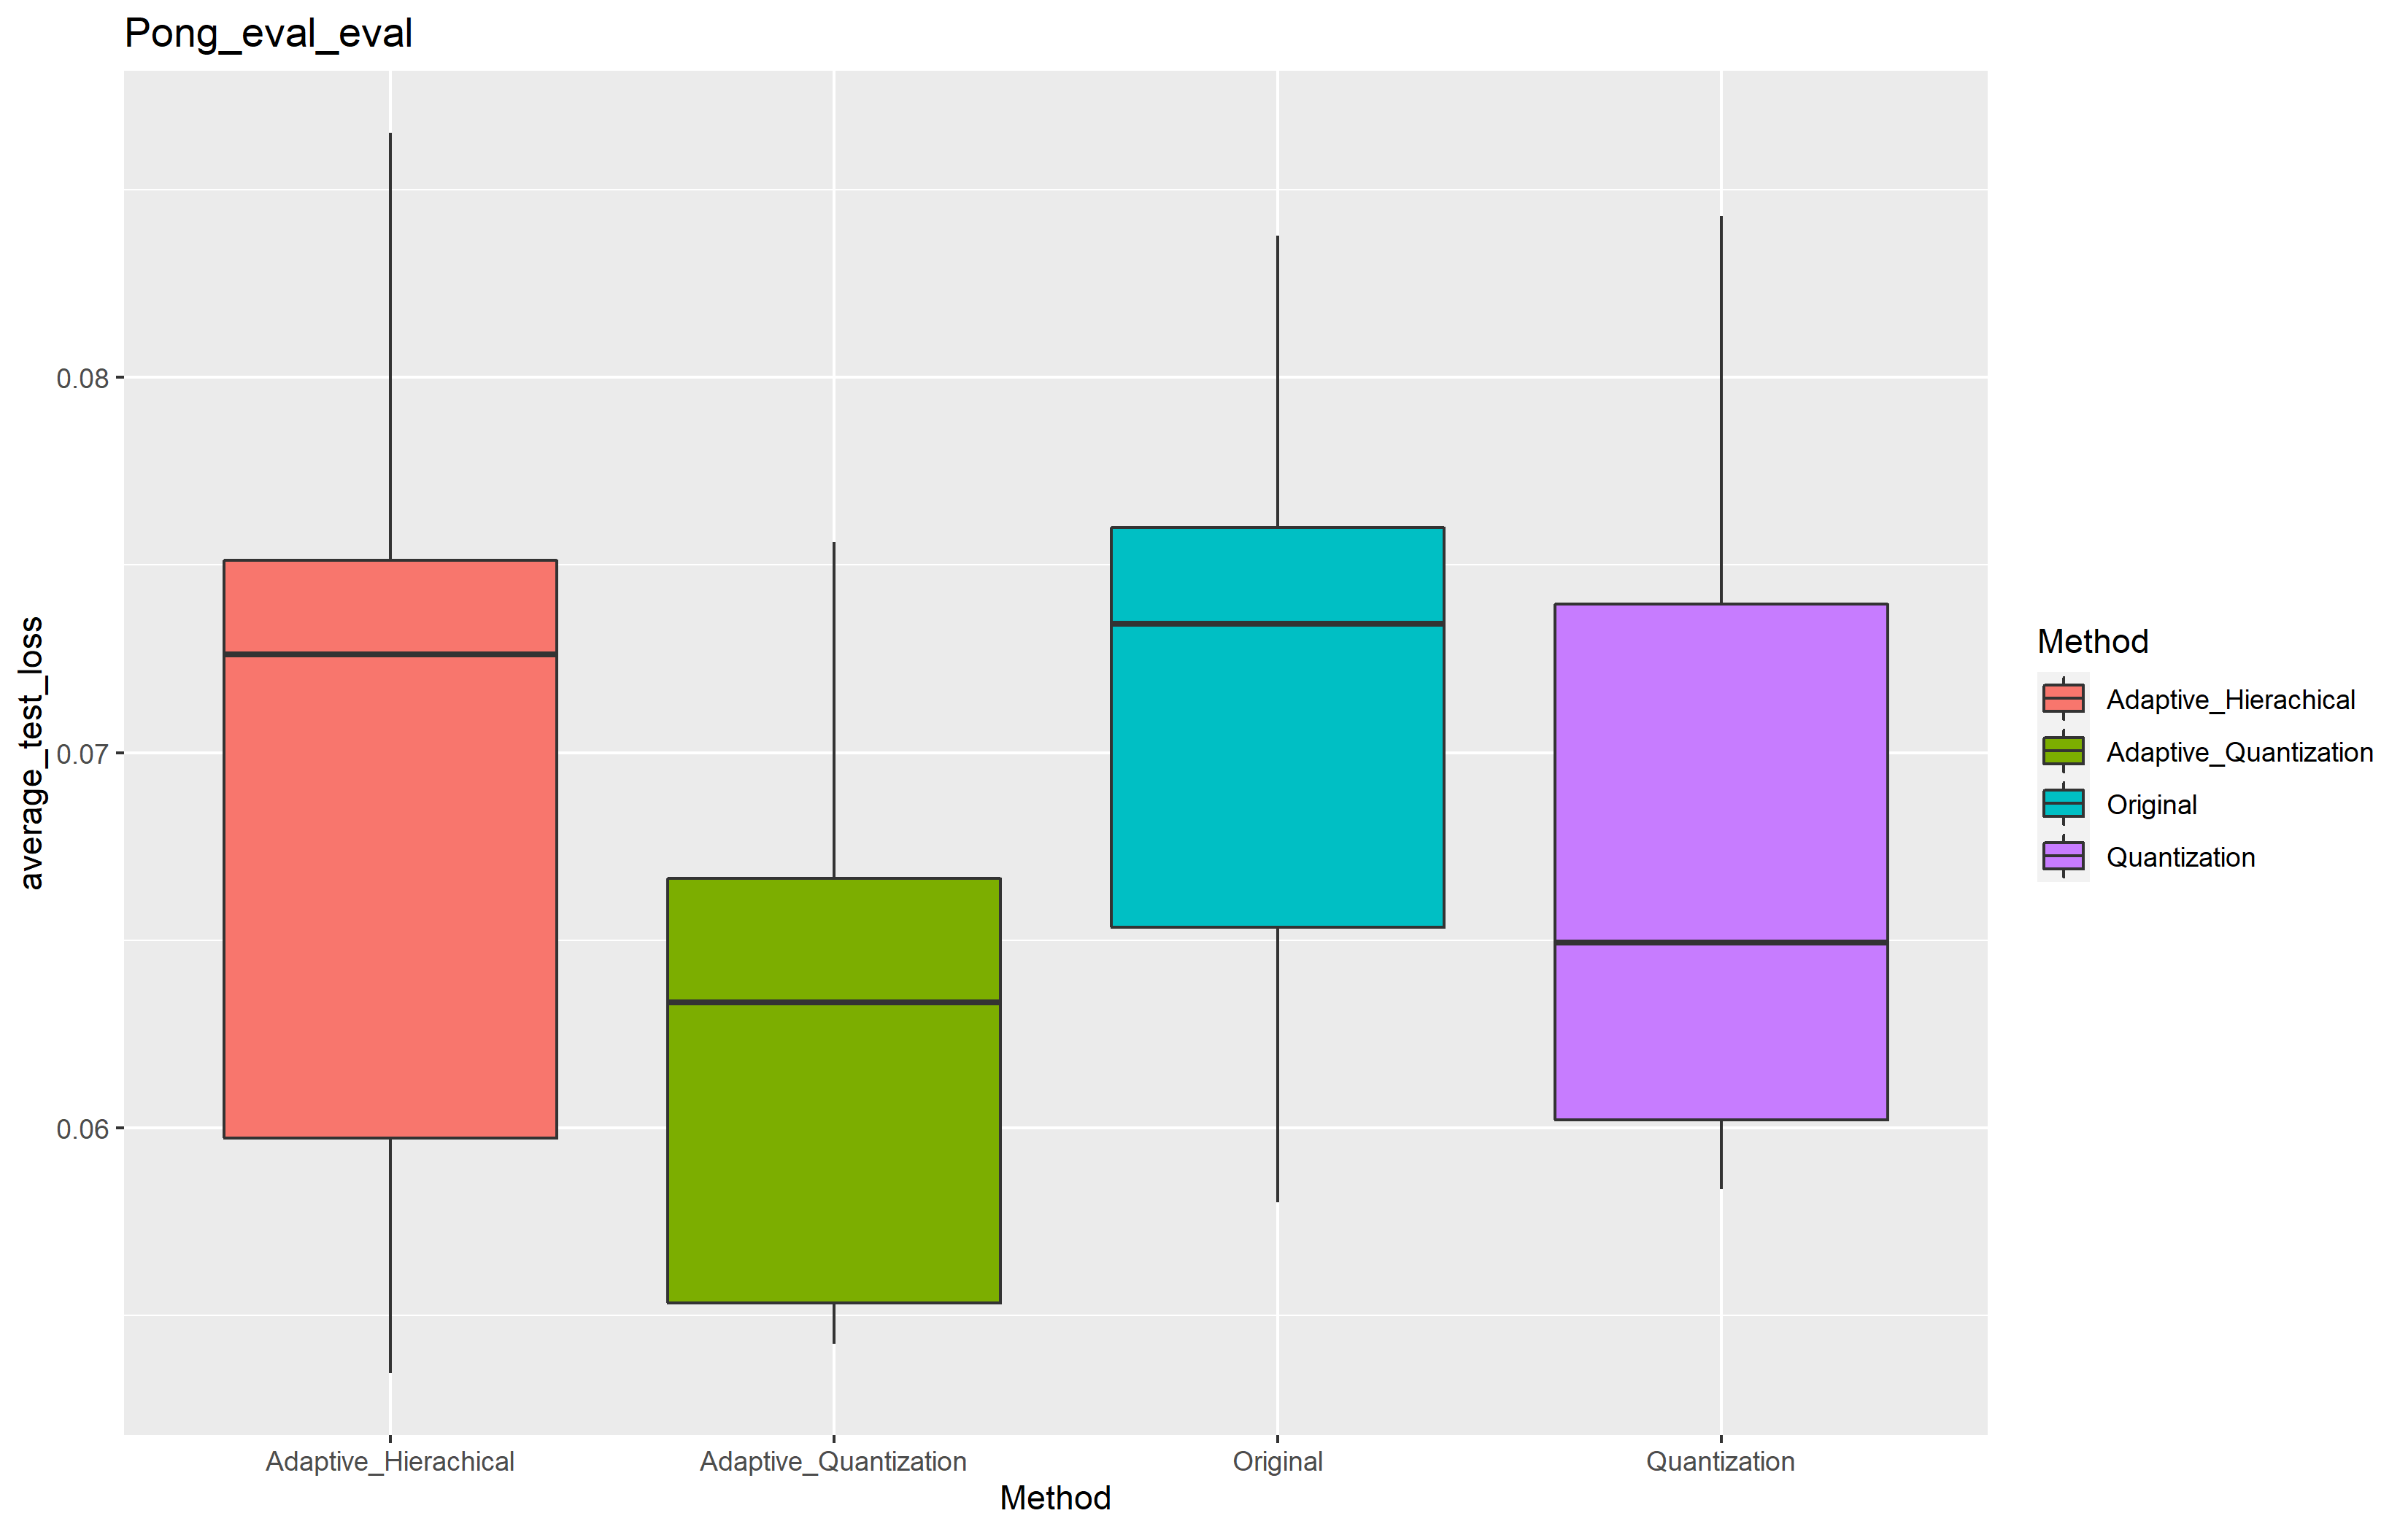 Pong_eval_eval
average_test_loss
0.08
0.07
0.06
Adaptive_Hierachical
Adaptive_Quantization
Original
Quantization
Method
Method
Adaptive_Hierachical
Adaptive_Quantization
Original
Quantization